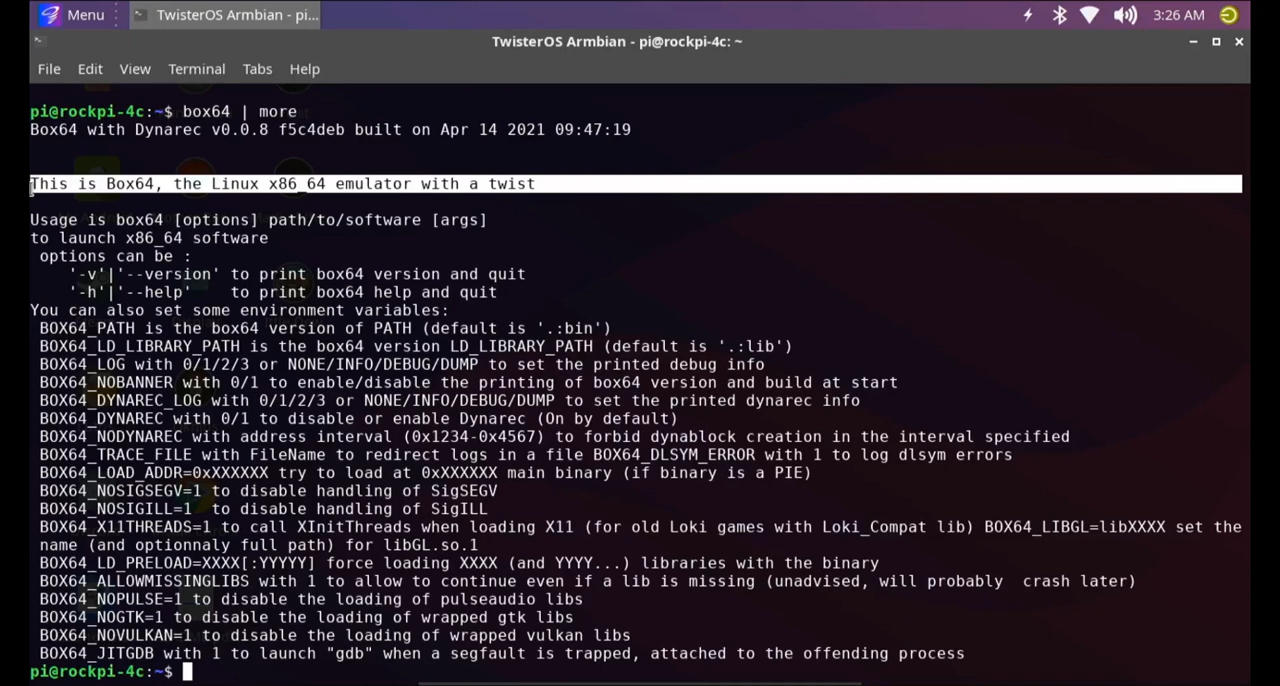 Menu
TwisterOS Armbian - pi...
3:26 AM
TwisterOS Armbian - pi@rockpi-4c: ~
File Edit View Terminal Tabs Help
pi@rockpi-4c:~$ box64 | more
Box64 with Dynarec v0.0.8 f5c4deb built on Apr 14 2021 09:47:19
This is Box64, the Linux x86_64 emulator with a twist
Usage is box64 [options] path/to/software [args]
to launch x86_64 software
options can be :
'-v'|'--version' to print box64 version and quit
'-h'|'--help' to print box64 help and quit
You can also set some environment variables:
BOX64_PATH is the box64 version of PATH (default is '.:bin')
BOX64_LD_LIBRARY_PATH is the box64 version LD_LIBRARY_PATH (default is '.:lib')
BOX64_LOG with 0/1/2/3 or NONE/INFO/DEBUG/DUMP to set the printed debug info
BOX64_NOBANNER with 0/1 to enable/disable the printing of box64 version and build at start
BOX64_DYNAREC_LOG with 0/1/2/3 or NONE/INFO/DEBUG/DUMP to set the printed dynarec info
BOX64_DYNAREC with 0/1 to disable or enable Dynarec (On by default)
BOX64_NODYNAREC with address interval (0x1234-0x4567) to forbid dynablock creation in the interval specified
BOX64_TRACE_FILE with FileName to redirect logs in a file BOX64_DLSYM_ERROR with 1 to log dlsym errors
BOX64_LOAD_ADDR=0xXXXXXX try to load at 0xXXXXXX main binary (if binary is a PIE)
BOX64_NOSIGSEGV=1 to disable handling of SigSEGV
BOX64_NOSIGILL=1 to disable handling of SigILL
BOX64_X11THREADS=1 to call XInitThreads when loading X11 (for old Loki games with Loki_Compat lib) BOX64_LIBGL=libXXXX set the
name (and optionnaly full path) for libGL.so.1
BOX64_LD_PRELOAD=XXXX[:YYYYY] force loading XXXX (and YYYY...) libraries with the binary
BOX64_ALLOWMISSINGLIBS with 1 to allow to continue even if a lib is missing (unadvised, will probably crash later)
BOX64_NOPULSE=1 to disable the loading of pulseaudio libs
BOX64_NOGTK=1 to disable the loading of wrapped gtk libs
BOX64_NOVULKAN=1 to disable the loading of wrapped vulkan libs
BOX64_JITGDB with 1 to launch "gdb" when a segfault is trapped, attached to the offending process
pi@rockpi-4c:~$